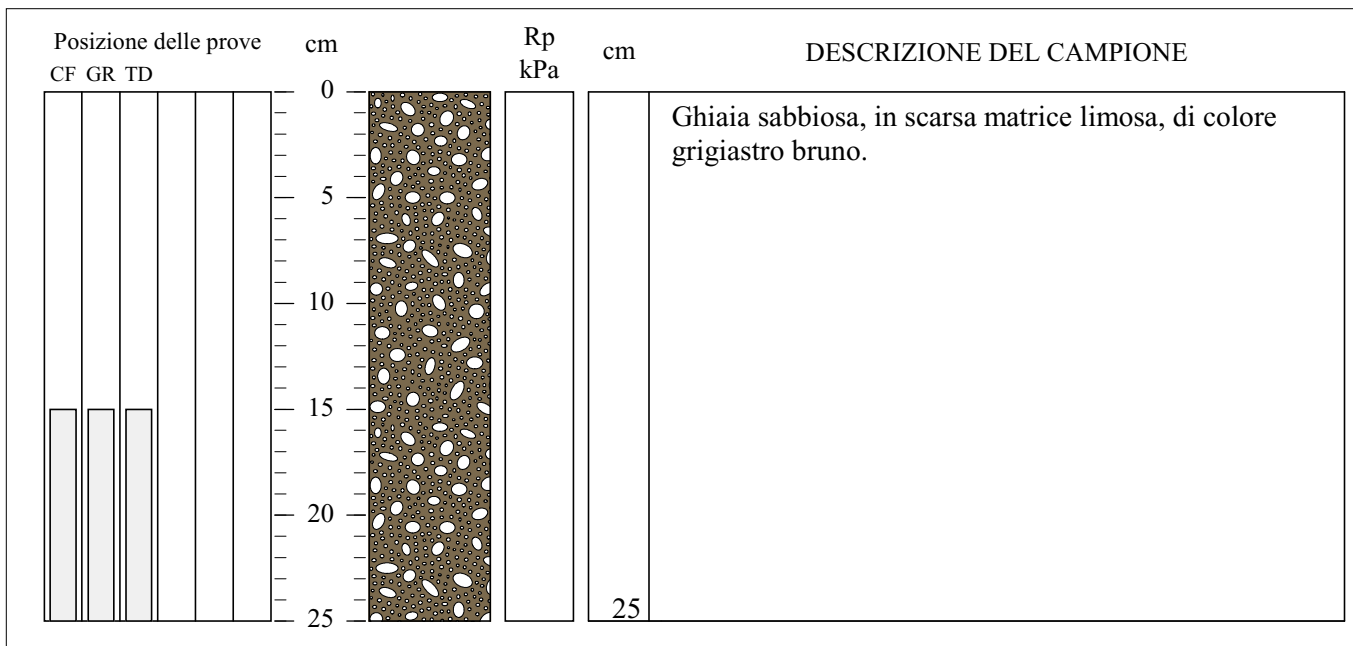 Posizione delle prove
CF GR TD
cm
Rp
kPa
cm
DESCRIZIONE DEL CAMPIONE
0
5
10
15
20
25
25
Ghiaia sabbiosa, in scarsa matrice limosa, di colore
grigiastro bruno.